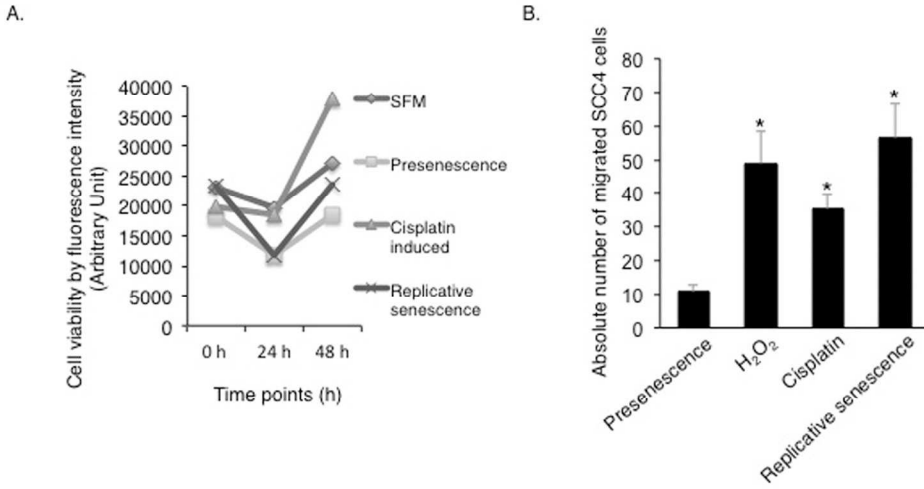 A.
Cell viability by fluorescence intensity
(Arbitrary Unit)
40000
35000
30000
25000
20000
15000
10000
5000
0
0 h
24 h
48 h
Time points (h)
SFM
Presenescence
Cisplatin
induced
Replicative
senescence
B.
Absolute number of migrated SCC4 cells
80
70
60
50
40
30
20
10
0
*
*
*
Presenescence
H₂O₂
Cisplatin
Replicative senescence